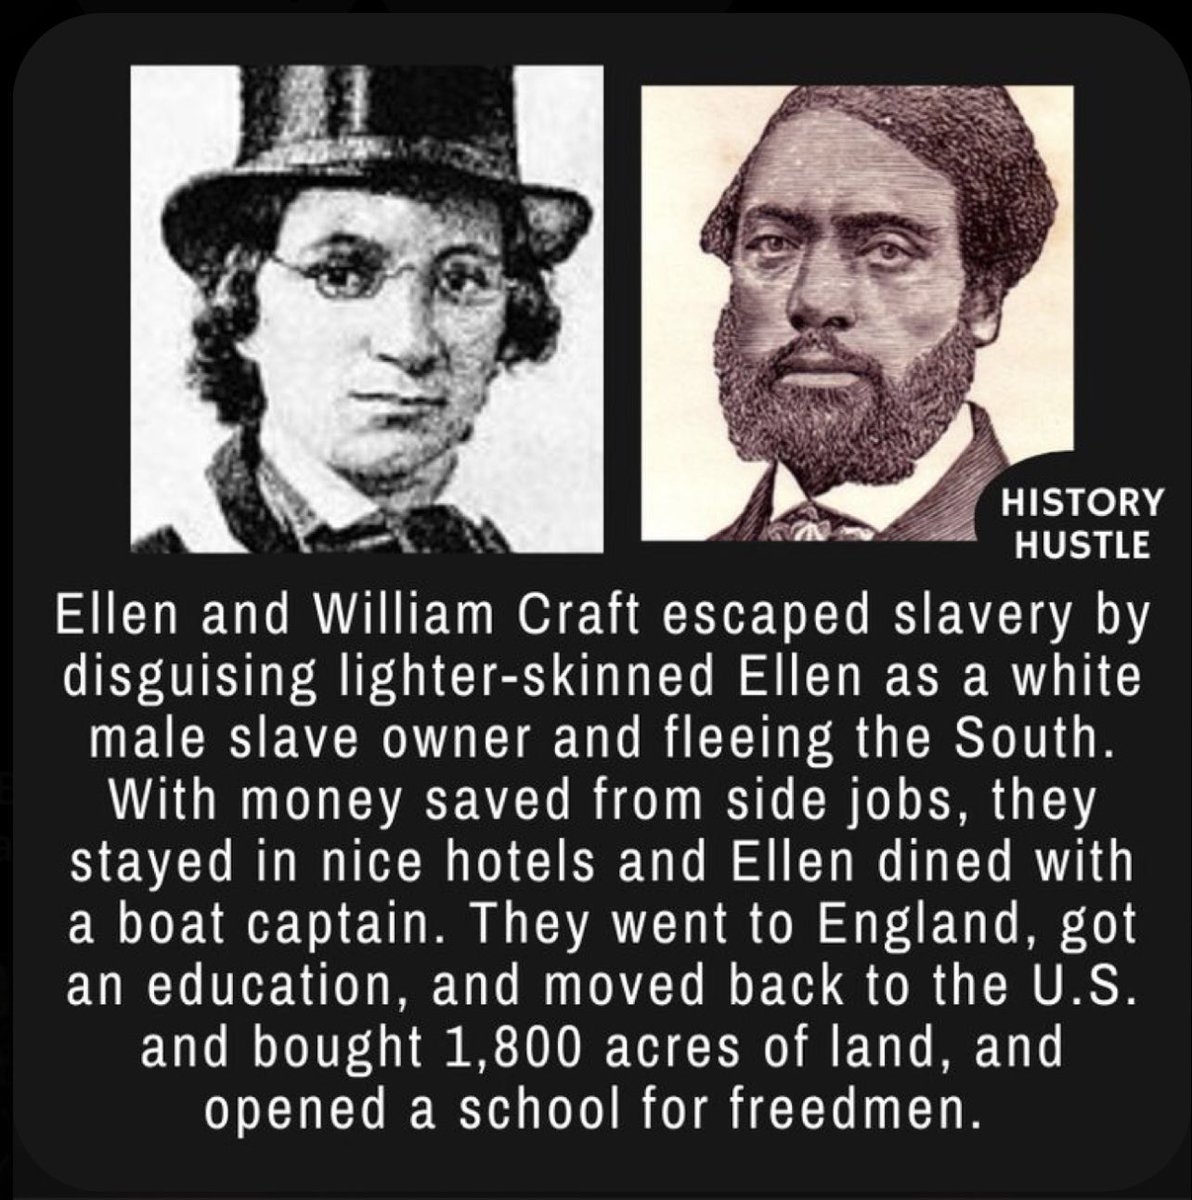 HISTORY
HUSTLE
Ellen and William Craft escaped slavery by
disguising lighter-skinned Ellen as a white
male slave owner and fleeing the South.
With money saved from side jobs, they
stayed in nice hotels and Ellen dined with
a boat captain. They went to England, got
an education, and moved back to the U.S.
and bought 1,800 acres of land, and
opened a school for freedmen.